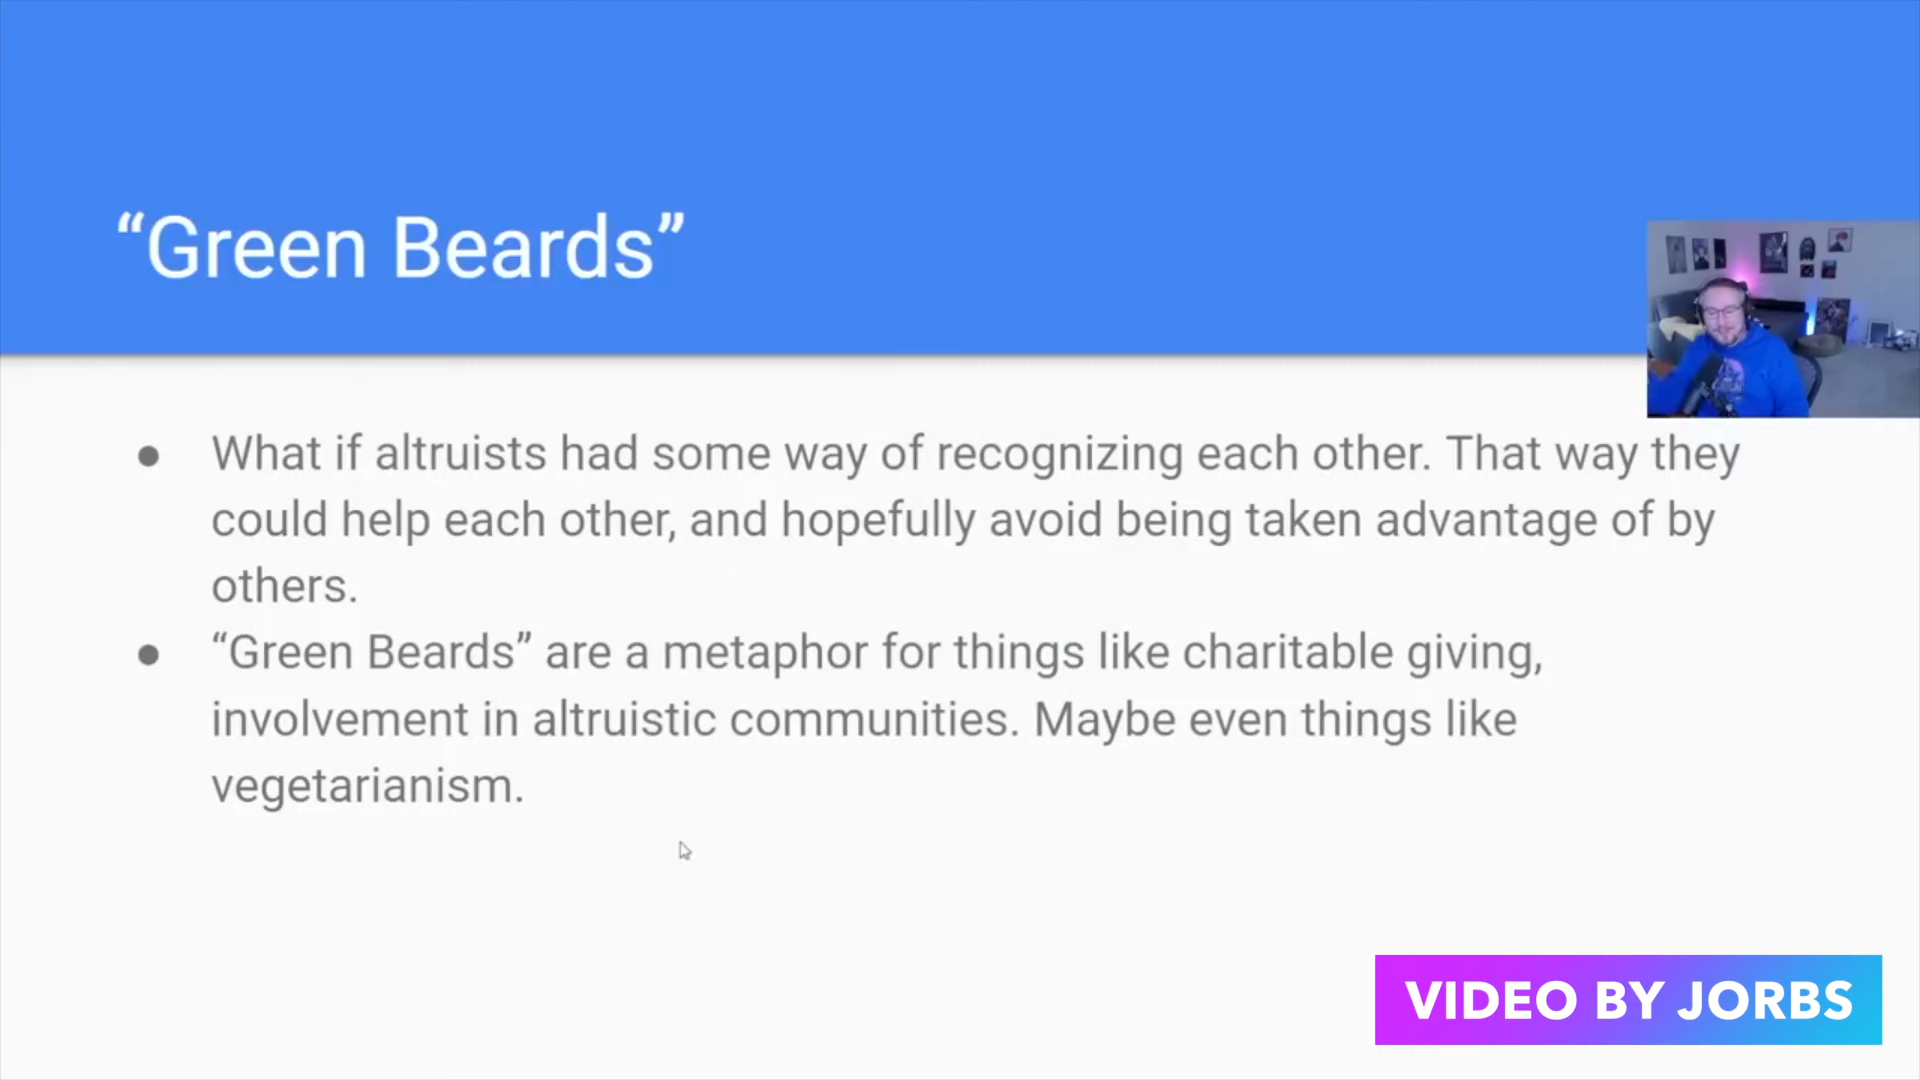 “Green Beards”
● What if altruists had some way of recognizing each other. That way they
could help each other, and hopefully avoid being taken advantage of by
others.
● “Green Beards” are a metaphor for things like charitable giving,
involvement in altruistic communities. Maybe even things like
vegetarianism.
VIDEO BY JORBS